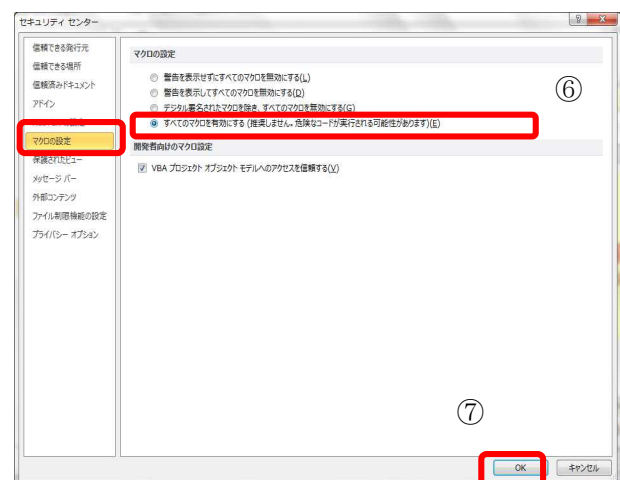 セキュリティ センター
信頼できる発行元
信頼できる場所
信頼済みドキュメント
アドイン
マクロの設定
保護されたビュー
メッセージ バー
外部コンテンツ
ファイル制限機能の設定
プライバシー オプション
マクロの設定
警告を表示せずにすべてのマクロを無効にする(L)
警告を表示してすべてのマクロを無効にする(D)
デジタル署名されたマクロを除き、すべてのマクロを無効にする(G)
すべてのマクロを有効にする (推奨しません。危険なコードが実行される可能性があります)(E)
⑥
開発者向けのマクロ設定
VBA プロジェクト オブジェクト モデルへのアクセスを信頼する(V)
⑦
OK
キャンセル